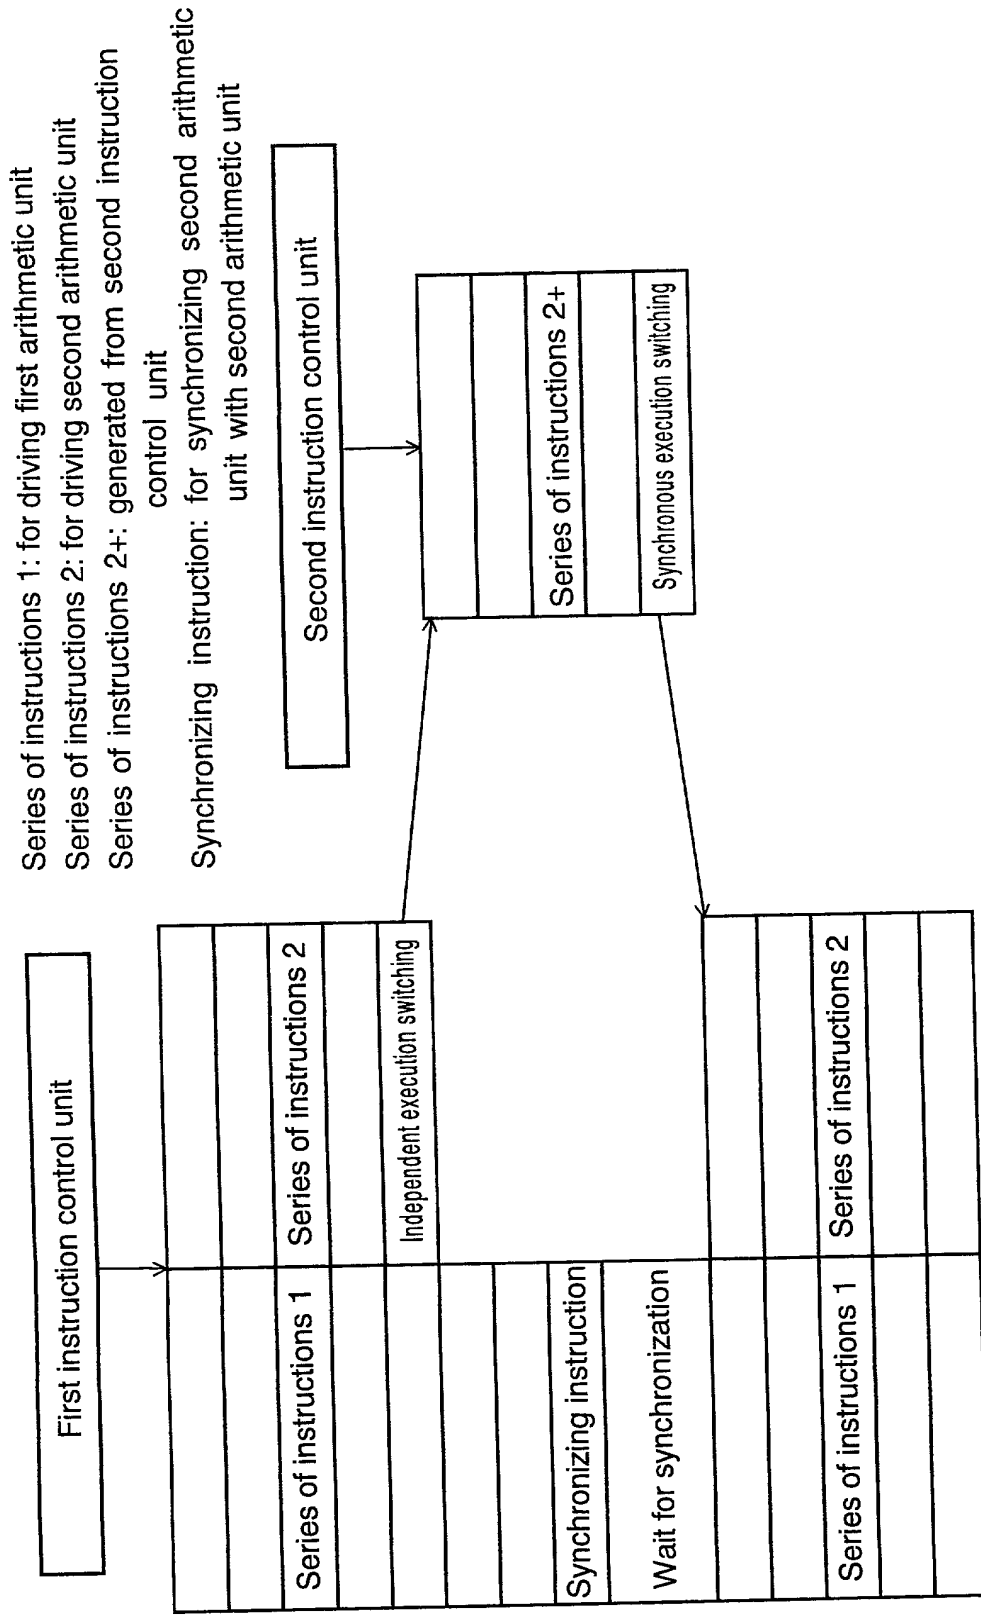 Series of instructions 1: for driving first arithmetic unit
Series of instructions 2: for driving second arithmetic unit
Series of instructions 2+: generated from second instruction
control unit
Synchronizing instruction: for synchronizing second arithmetic
unit with second arithmetic unit
First instruction control unit
Second instruction control unit
Series of instructions 1
Series of instructions 2
Independent execution switching
Series of instructions 2+
Synchronous execution switching
Synchronizing instruction
Wait for synchronization
Series of instructions 1
Series of instructions 2